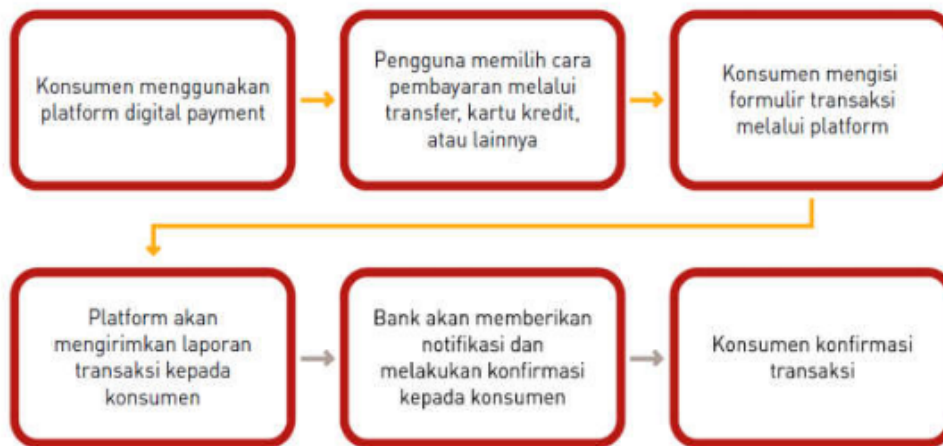 Konsumen menggunakan
platform digital payment
Pengguna memilih cara
pembayaran melalui
transfer, kartu kredit,
atau lainnya
Konsumen mengisi
formulir transaksi
melalui platform
Platform akan
mengirimkan laporan
transaksi kepada
konsumen
Bank akan memberikan
notifikasi dan
melakukan konfirmasi
kepada konsumen
Konsumen konfirmasi
transaksi